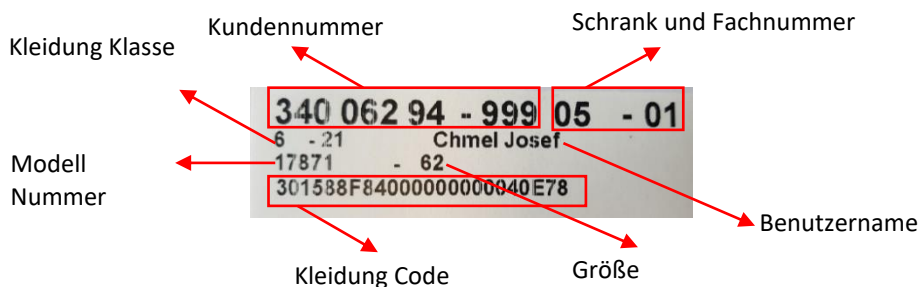 Kundennummer
Schrank und Fachnummer
Kleidung Klasse
340 062 94 - 999 05 - 01
6 - 21 Chmel Josef
17871 - 62
301588F84000000000040E78
Modell
Nummer
Benutzername
Kleidung Code
Größe